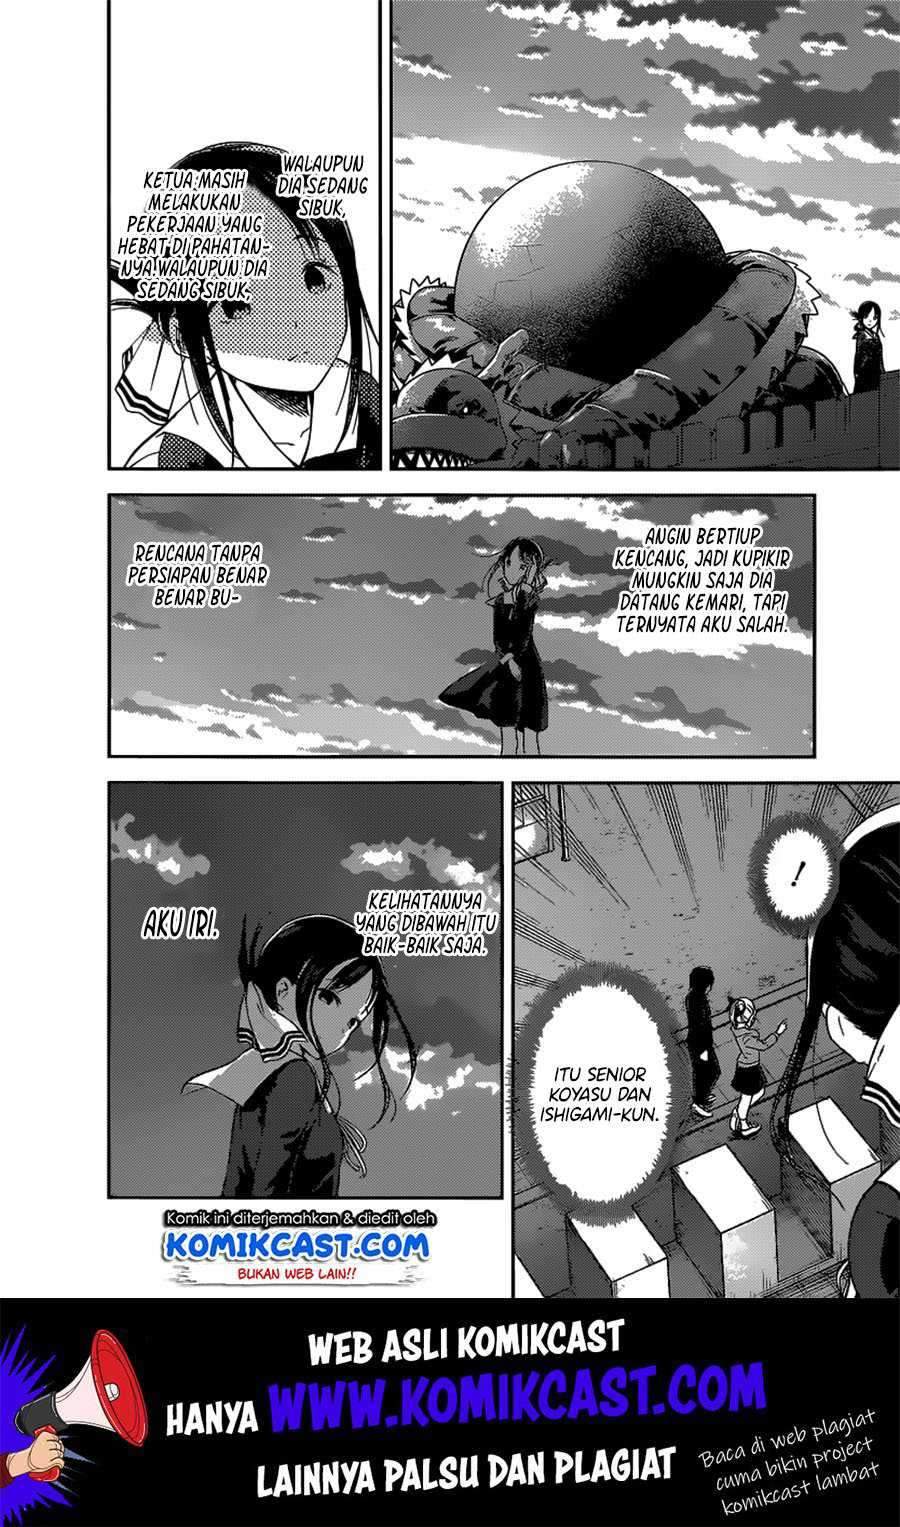 WALAUPUN
DIA SEDANG
SIBUK,
KETUA MASIH
MELAKUKAN
PEKERJAAN YANG
HEBAT DI PAHATAN-
NYA WALAUPUN DIA
SEDANG SIBUK,
ANGIN BERTIUP
KENCANG, JADI KUPIKIR
MUNGKIN SAJA DIA
DATANG KEMARI, TAPI
TERNYATA AKU SALAH.
RENCANA TANPA
PERSIAPAN BENAR
BENAR BU-
!
ITU SENIOR
KOYASU DAN
ISHIGAMI-KUN.
KELIHATANNYA
YANG DIBAWAH ITU
BAIK-BAIK SAJA.
AKU IRI.
Komik ini diterjemahkan & diedit oleh
KOMIKCAST.COM
BUKAN WEB LAIN!!
WEB ASLI KOMIKCAST
HANYA WWW.KOMIKCAST.COM
LAINNYA PALSU DAN PLAGIAT
Baca di web plagiat
cuma bikin project
komikcast lambat